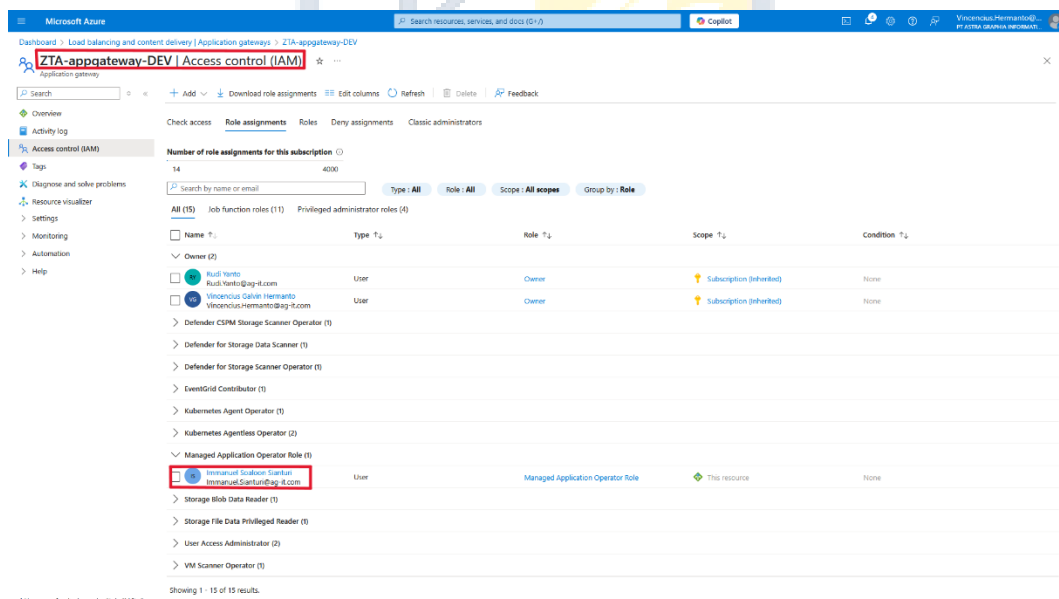 Microsoft Azure
Search resources, services, and docs (G+/)
Copilot
Vincencius.Hermanto@...
PT ASTRA GRAPHIA INFORMATI...
Dashboard > Load balancing and content delivery | Application gateways > ZTA-appgateway-DEV
ZTA-appgateway-DEV | Access control (IAM)
Application gateway
Search
Add
Download role assignments
Edit columns
Refresh
Delete
Feedback
Overview
Activity log
Access control (IAM)
Tags
Diagnose and solve problems
Resource visualizer
Settings
Monitoring
Automation
Help
Check access
Role assignments
Roles
Deny assignments
Classic administrators
Number of role assignments for this subscription
14
4000
Search by name or email
Type : All
Role : All
Scope : All scopes
Group by : Role
All (15)
Job function roles (11)
Privileged administrator roles (4)
Name
Type
Role
Scope
Condition
Owner (2)
RY
Rudi Yanto
Rudi.Yanto@ag-it.com
User
Owner
Subscription (Inherited)
None
VG
Vincencius Galvin Hermanto
Vincencius.Hermanto@ag-it.com
User
Owner
Subscription (Inherited)
None
Defender CSPM Storage Scanner Operator (1)
Defender for Storage Data Scanner (1)
Defender for Storage Scanner Operator (1)
EventGrid Contributor (1)
Kubernetes Agent Operator (1)
Kubernetes Agentless Operator (2)
Managed Application Operator Role (1)
IS
Immanuel Soaloon Sianturi
Immanuel.Sianturi@ag-it.com
User
Managed Application Operator Role
This resource
None
Storage Blob Data Reader (1)
Storage File Data Privileged Reader (1)
User Access Administrator (2)
VM Scanner Operator (1)
Showing 1 - 15 of 15 results.